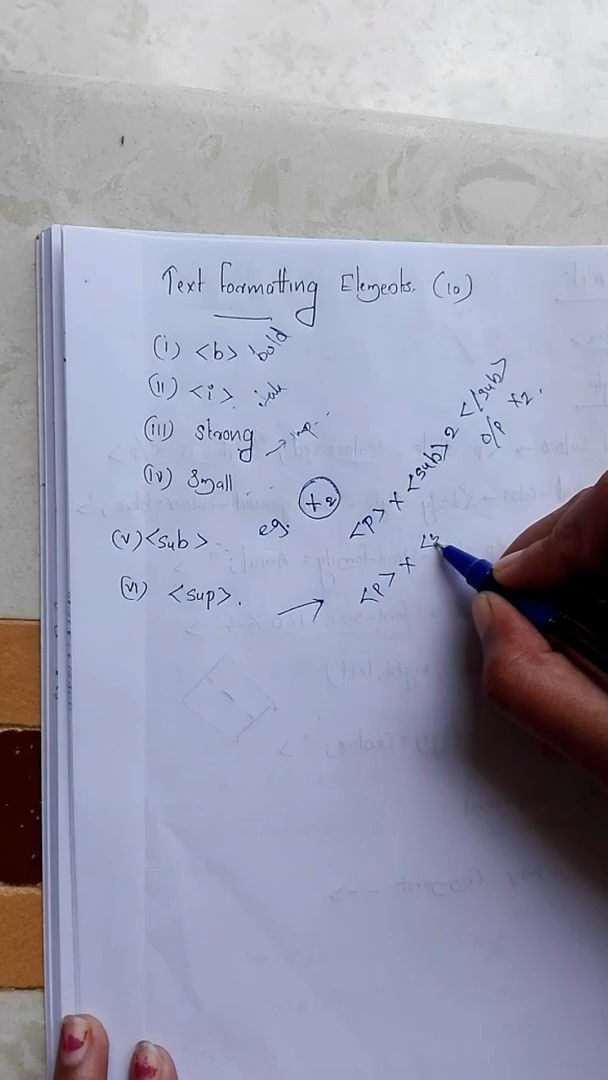 Text Formatting Elements. (10)
(i) <b> bold
(ii) <i>.
(iii) strong → imp.
(iv) Small
(v) <sub> eg. x2 <p> x <sub> 2 </sub>
O/P x2.
(vi) <sup>. → <p> x <s